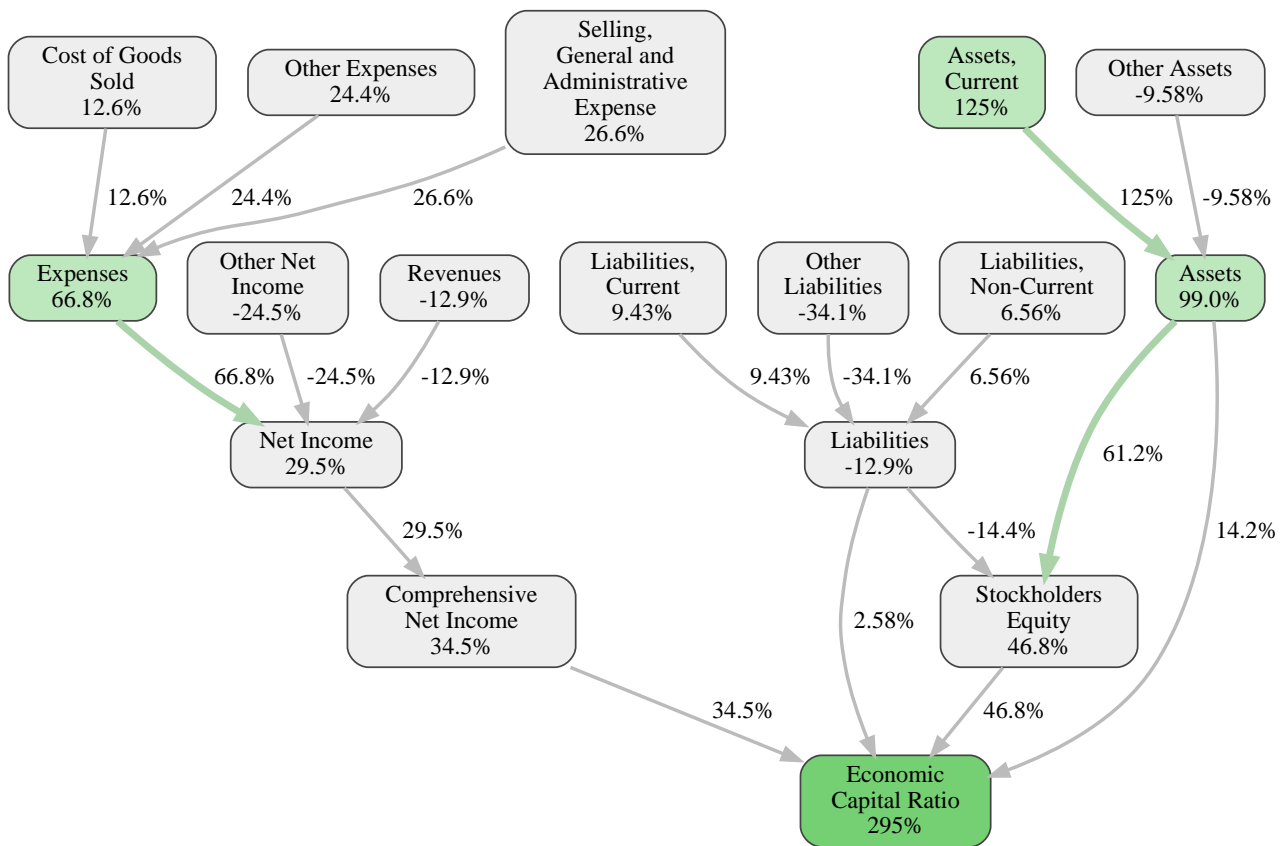 Cost of Goods
Sold
12.6%
Other Expenses
24.4%
Selling,
General and
Administrative
Expense
26.6%
Assets,
Current
125%
Other Assets
-9.58%
12.6%
24.4%
26.6%
125%
-9.58%
Expenses
66.8%
Other Net
Income
-24.5%
Revenues
-12.9%
Liabilities,
Current
9.43%
Other
Liabilities
-34.1%
Liabilities,
Non-Current
6.56%
Assets
99.0%
66.8%
-24.5%
-12.9%
9.43%
-34.1%
6.56%
Net Income
29.5%
Liabilities
-12.9%
61.2%
29.5%
-14.4%
14.2%
Comprehensive
Net Income
34.5%
2.58%
Stockholders
Equity
46.8%
34.5%
46.8%
Economic
Capital Ratio
295%